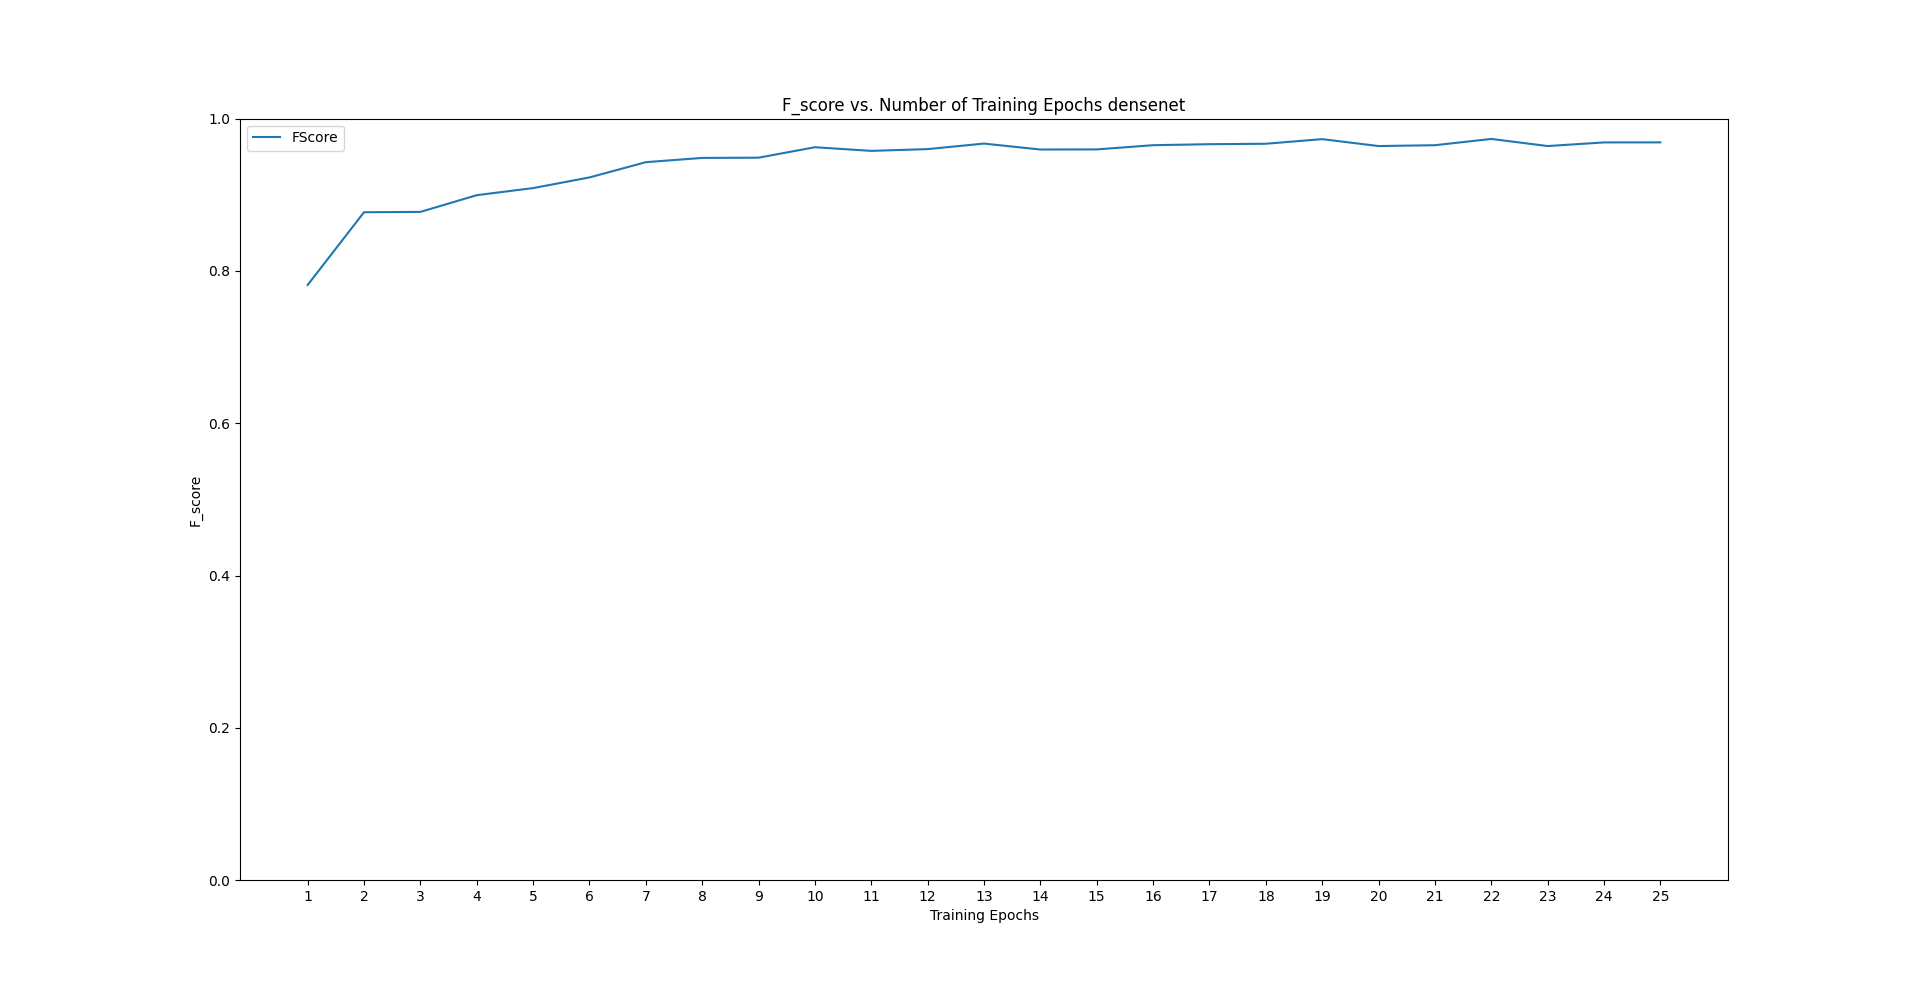 F_score vs. Number of Training Epochs densenet
FScore
1.0
0.8
0.6
0.4
0.2
0.0
F_score
1 2 3 4 5 6 7 8 9 10 11 12 13 14 15 16 17 18 19 20 21 22 23 24 25
Training Epochs